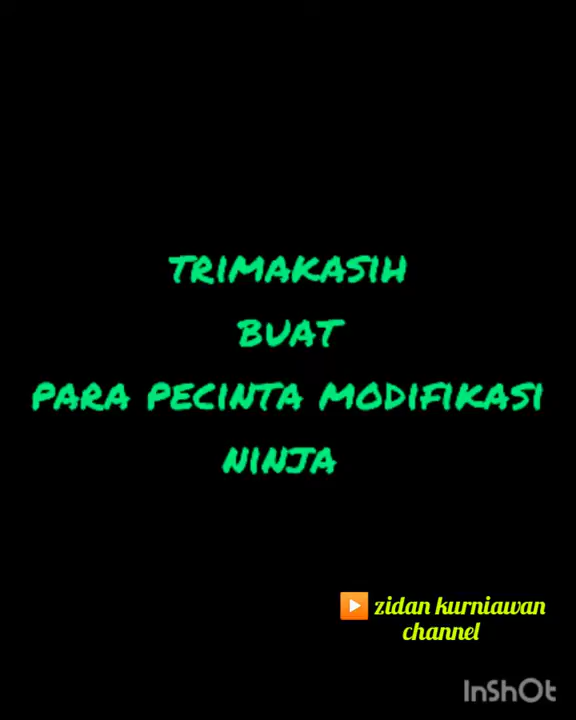 TRIMAKASIH
BUAT
PARA PECINTA MODIFIKASI
NINJA
▶️ zidan kurniawan
channel
InShOt